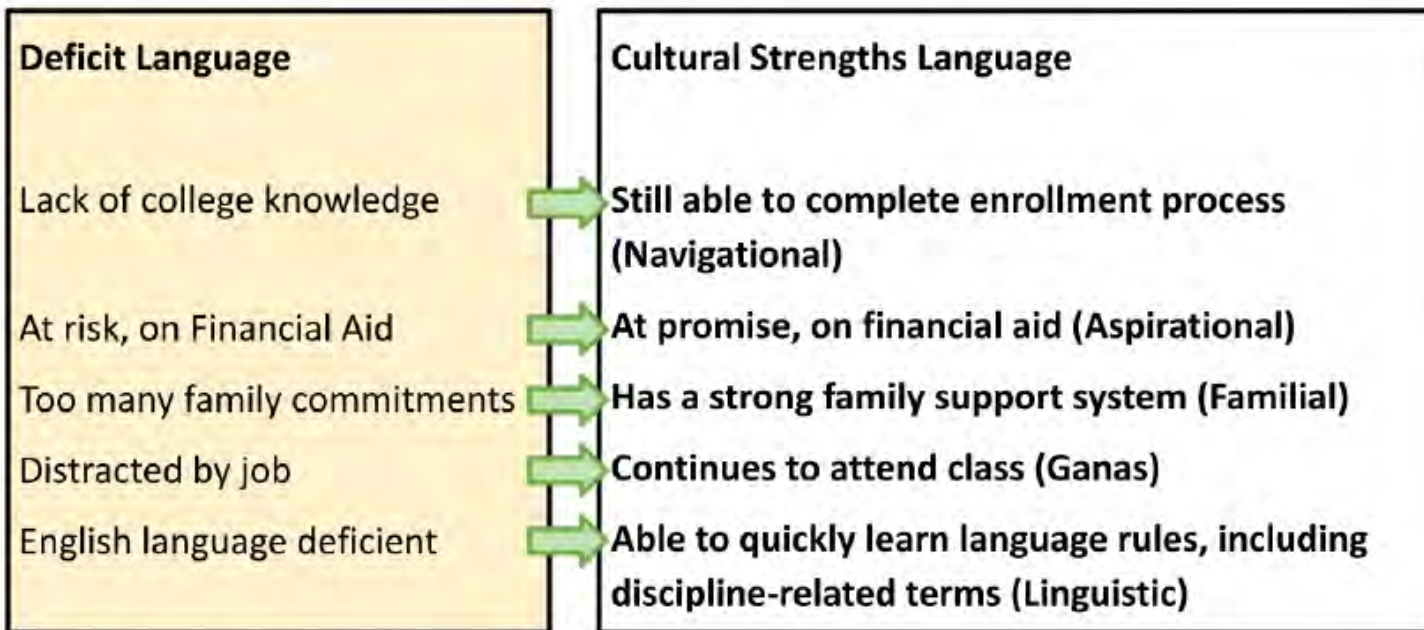 Deficit Language
Lack of college knowledge
At risk, on Financial Aid
Too many family commitments
Distracted by job
English language deficient
Cultural Strengths Language
Still able to complete enrollment process
(Navigational)
At promise, on financial aid (Aspirational)
Has a strong family support system (Familial)
Continues to attend class (Ganas)
Able to quickly learn language rules, including
discipline-related terms (Linguistic)